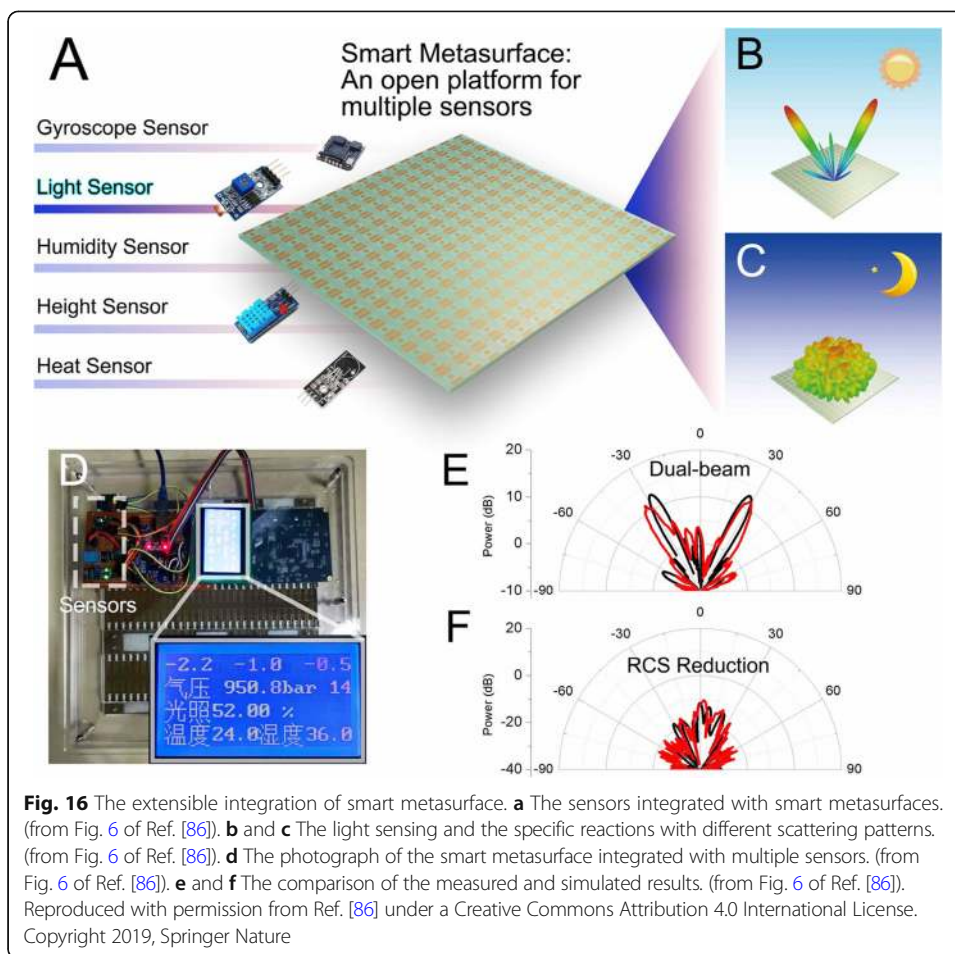 A
Smart Metasurface:
An open platform for
multiple sensors
Gyroscope Sensor
Light Sensor
Humidity Sensor
Height Sensor
Heat Sensor
B
C
D
Sensors
-2.2 -1.0 -0.5
气压 950.8bar 14
光照52.00 %
温度24.0湿度36.0
E
Dual-beam
Power (dB)
20
10
0
-10
-90
-60
-30
0
30
60
90
F
RCS Reduction
Power (dB)
20
0
-20
-40
-90
-60
-30
0
30
60
90
Fig. 16 The extensible integration of smart metasurface. a The sensors integrated with smart metasurfaces.
(from Fig. 6 of Ref. [86]). b and c The light sensing and the specific reactions with different scattering patterns.
(from Fig. 6 of Ref. [86]). d The photograph of the smart metasurface integrated with multiple sensors. (from
Fig. 6 of Ref. [86]). e and f The comparison of the measured and simulated results. (from Fig. 6 of Ref. [86]).
Reproduced with permission from Ref. [86] under a Creative Commons Attribution 4.0 International License.
Copyright 2019, Springer Nature